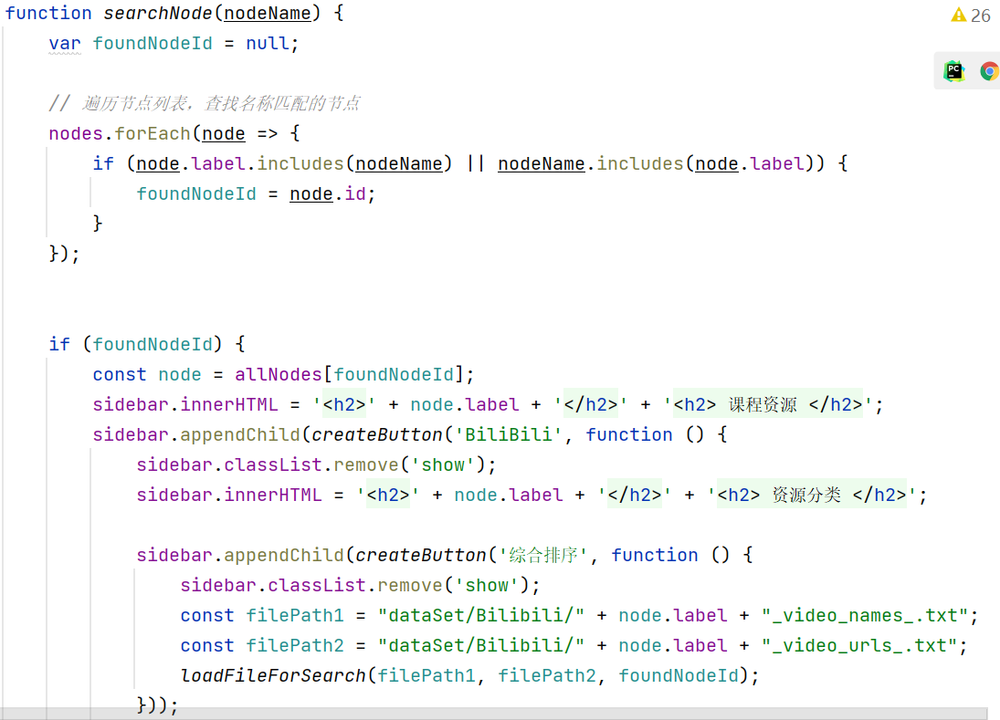 function searchNode(nodeName) {
26
var foundNodeId = null;
PC
// 遍历节点列表，查找名称匹配的节点
nodes.forEach(node => {
if (node.label.includes(nodeName) || nodeName.includes(node.label)) {
foundNodeId = node.id;
}
});
if (foundNodeId) {
const node = allNodes[foundNodeId];
sidebar.innerHTML = '<h2>' + node.label + '</h2>' + '<h2> 课程资源 </h2>';
sidebar.appendChild(createButton('BiliBili', function () {
sidebar.classList.remove('show');
sidebar.innerHTML = '<h2>' + node.label + '</h2>' + '<h2> 资源分类 </h2>';
sidebar.appendChild(createButton('综合排序', function () {
sidebar.classList.remove('show');
const filePath1 = "dataSet/Bilibili/" + node.label + "_video_names_.txt";
const filePath2 = "dataSet/Bilibili/" + node.label + "_video_urls_.txt";
loadFileForSearch(filePath1, filePath2, foundNodeId);
}));